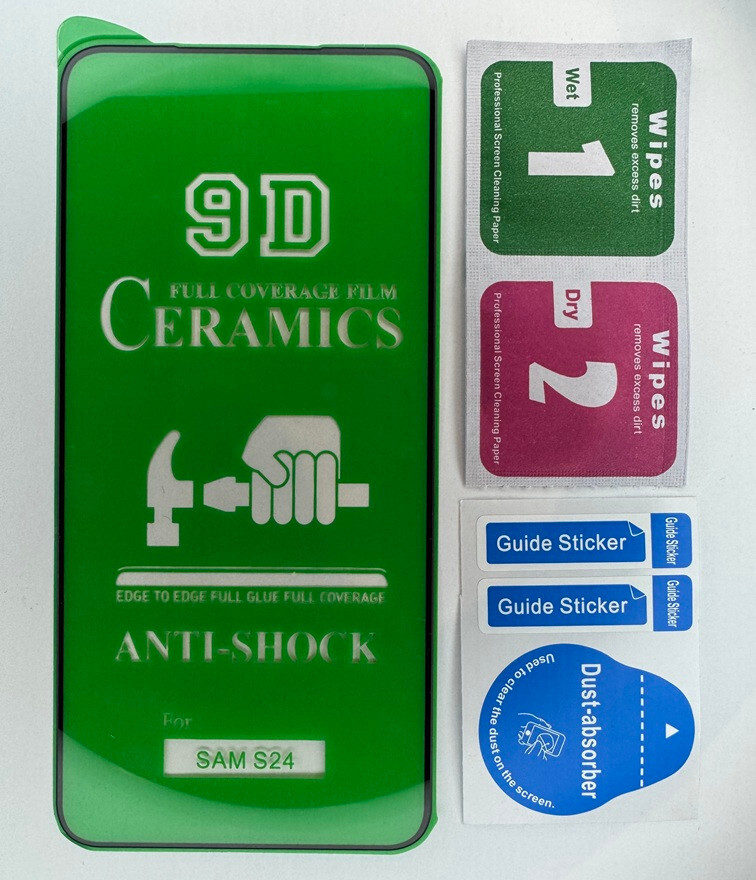 9D
FULL COVERAGE FILM
CERAMICS
EDGE TO EDGE FULL GLUE FULL COVERAGE
ANTI-SHOCK
For
SAM S24
Wipes
removes excess dirt
Wet
1
Professional Screen Cleaning Paper
Wipes
removes excess dirt
Dry
2
Professional Screen Cleaning Paper
Guide Sticker
Guide Sticker
Guide Sticker
Guide Sticker
Dust-absorber
Used to clear the dust on the screen.